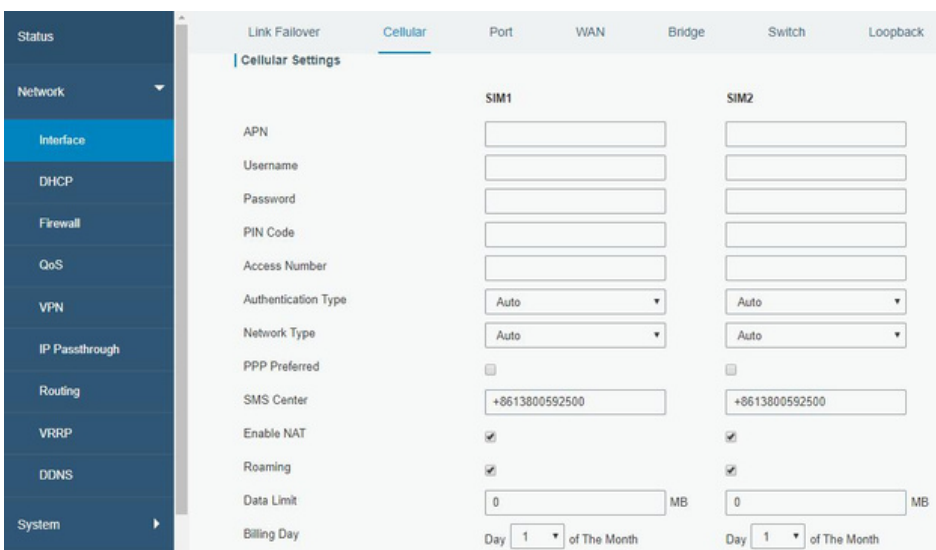 Status
Network
Interface
DHCP
Firewall
QoS
VPN
IP Passthrough
Routing
VRRP
DDNS
System
Link Failover Cellular Port WAN Bridge Switch Loopback
Cellular Settings
SIM1 SIM2
APN
Username
Password
PIN Code
Access Number
Authentication Type Auto Auto
Network Type Auto Auto
PPP Preferred
SMS Center +8613800592500 +8613800592500
Enable NAT
Roaming
Data Limit 0 MB 0 MB
Billing Day Day 1 of The Month Day 1 of The Month